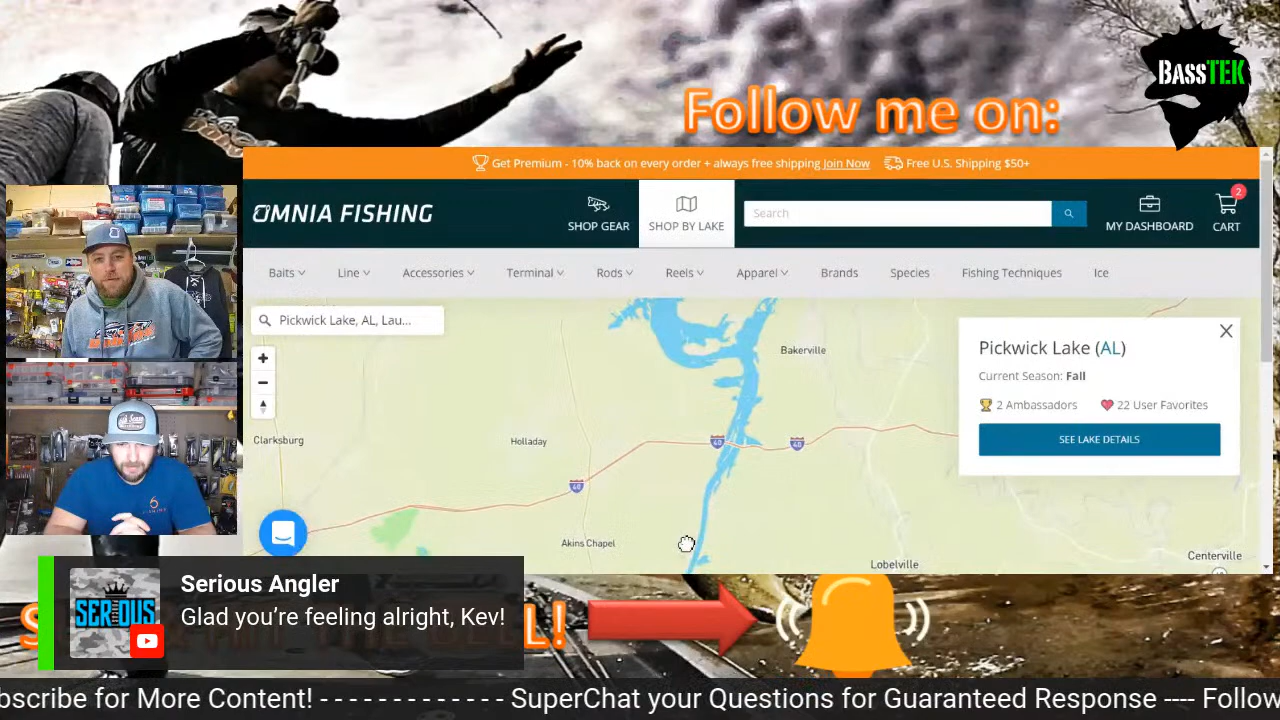 BASSTEK
Follow me on:
Get Premium - 10% back on every order + always free shipping Join Now
Free U.S. Shipping $50+
OMNIA FISHING
SHOP GEAR
SHOP BY LAKE
Search
MY DASHBOARD
2
CART
Baits
Line
Accessories
Terminal
Rods
Reels
Apparel
Brands
Species
Fishing Techniques
Ice
Pickwick Lake, AL, Lau...
+
−
Bakerville
Pickwick Lake (AL)
Current Season: Fall
2 Ambassadors
22 User Favorites
SEE LAKE DETAILS
Clarksburg
Holladay
40
40
40
Akins Chapel
Lobelville
Centerville
Serious Angler
SERIOUS
Glad you're feeling alright, Kev!
L!
bscribe for More Content! - - - - - - - - - - - - - SuperChat your Questions for Guaranteed Response ---- Follow